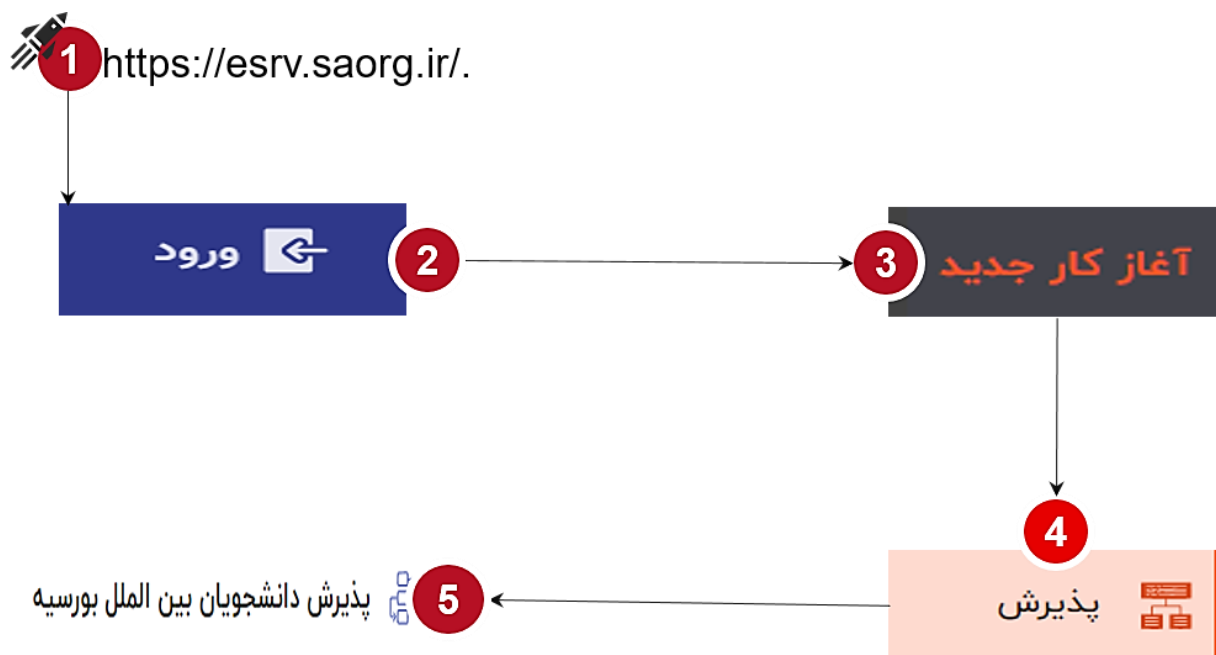 1 https://esrv.saorg.ir/.
ورود 2
3 آغاز کار جدید
4
پذیرش
5 پذیرش دانشجویان بین الملل بورسیه